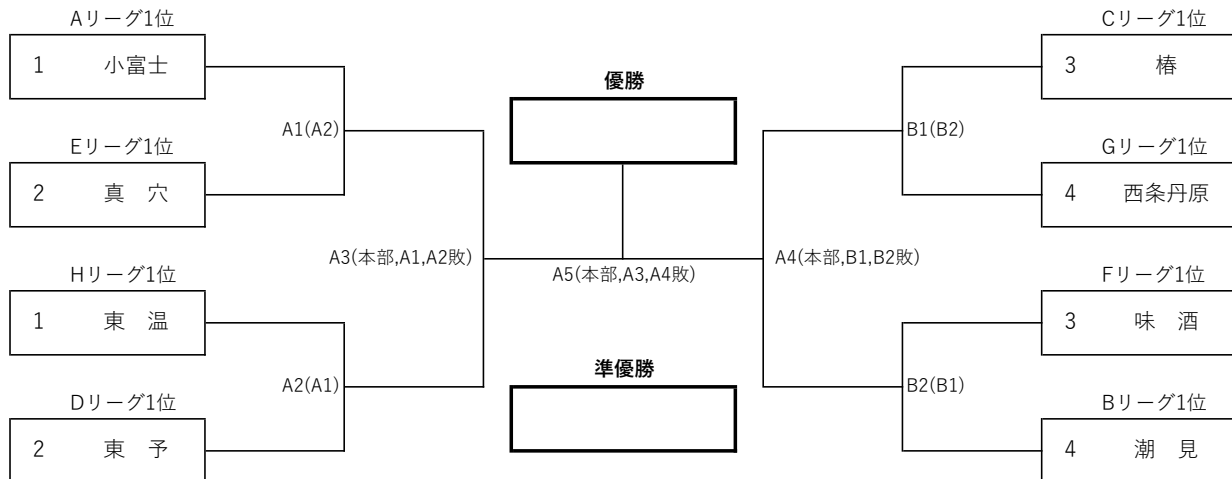 Aリーグ1位
1 小富士
A1(A2)
Eリーグ1位
2 真 穴
A3(本部,A1,A2敗)
Hリーグ1位
1 東 温
A2(A1)
Dリーグ1位
2 東 予
優勝
A5(本部,A3,A4敗)
準優勝
Cリーグ1位
3 椿
B1(B2)
Gリーグ1位
4 西条丹原
A4(本部,B1,B2敗)
Fリーグ1位
3 味 酒
B2(B1)
Bリーグ1位
4 潮 見